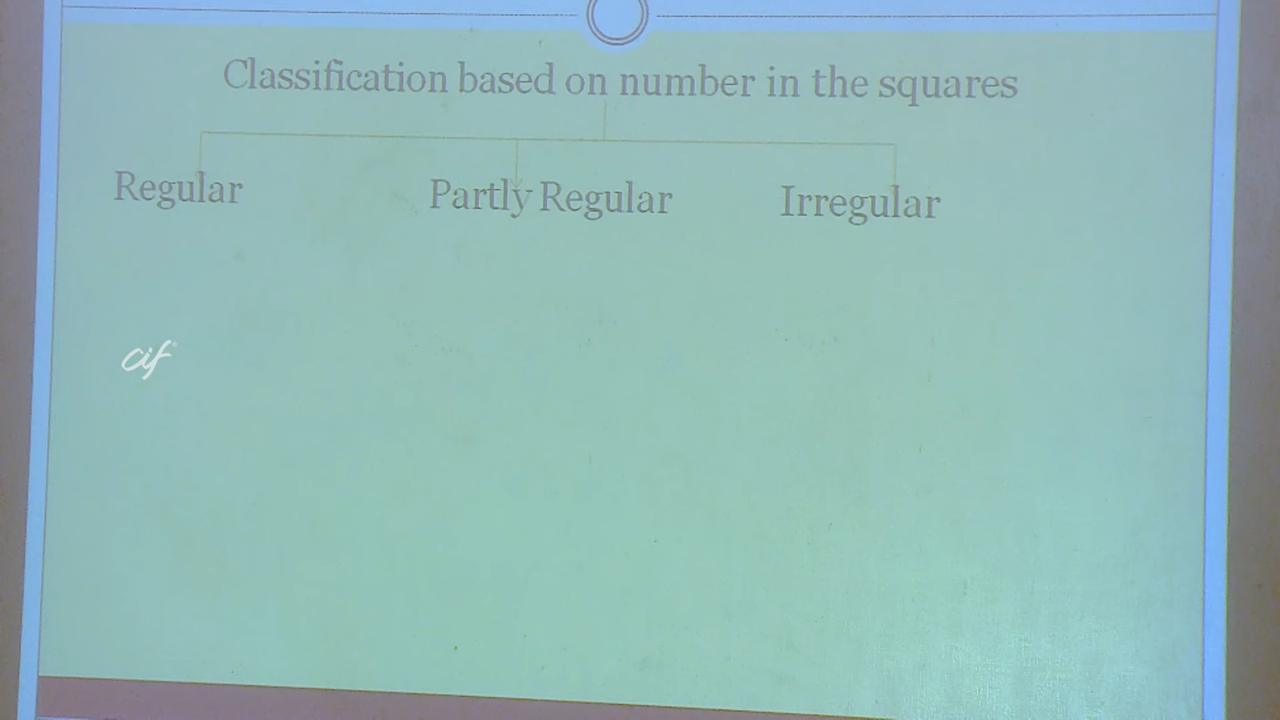 Classification based on number in the squares
Regular
Partly Regular
Irregular
cif